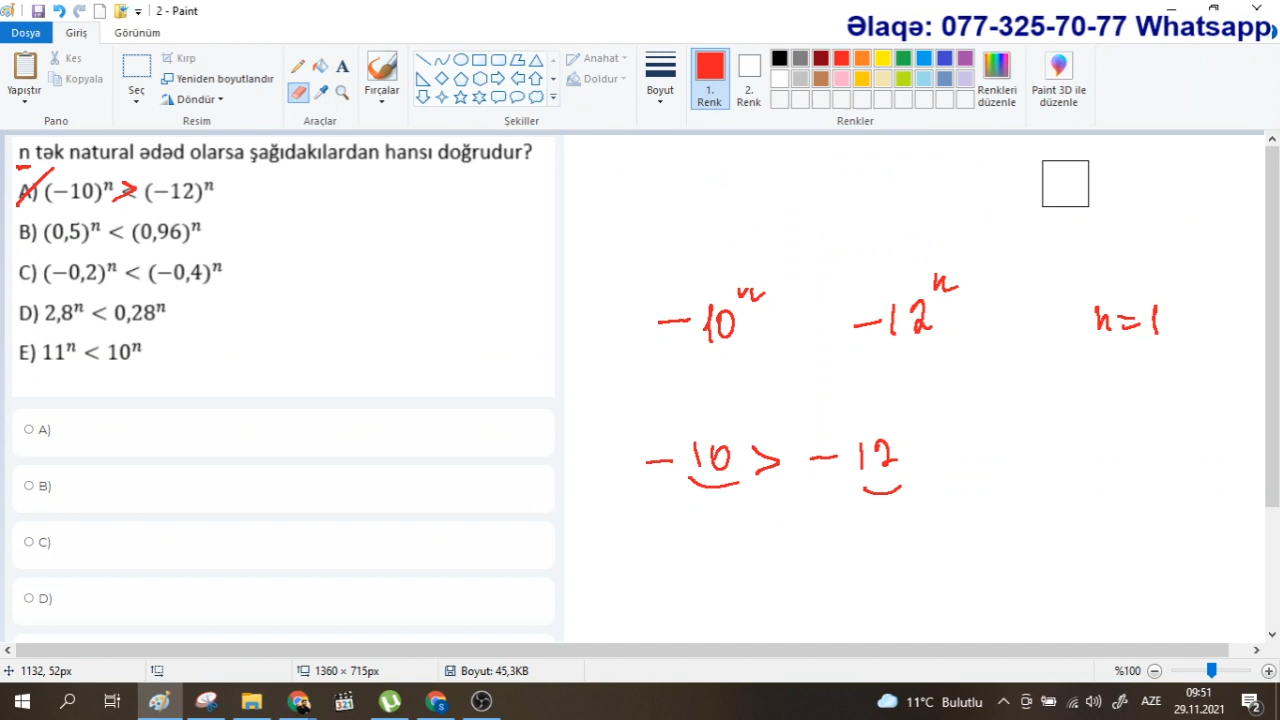 2 - Paint
Əlaqə: 077-325-70-77 Whatsapp
Dosya Giriş Görünüm
Yapıştır
Kes
Kopyala
Pano
Seç
Kırp
Yeniden boyutlandır
Döndür
Resim
A
Araçlar
Fırçalar
Şekiller
Anahat
Doldur
Boyut
1. Renk
2. Renk
Renkler
Renkleri düzenle
Paint 3D ile düzenle
n tək natural ədəd olarsa şağıdakılardan hansı doğrudur?
A) (−10)ⁿ < (−12)ⁿ
>
B) (0,5)ⁿ < (0,96)ⁿ
C) (−0,2)ⁿ < (−0,4)ⁿ
D) 2,8ⁿ < 0,28ⁿ
E) 11ⁿ < 10ⁿ
A)
B)
C)
D)
−10ⁿ −12ⁿ n=1
−10 > −12
1132, 52px
1360 × 715px
Boyut: 45,3KB
%100
11°C Bulutlu
AZE
09:51
29.11.2021
2